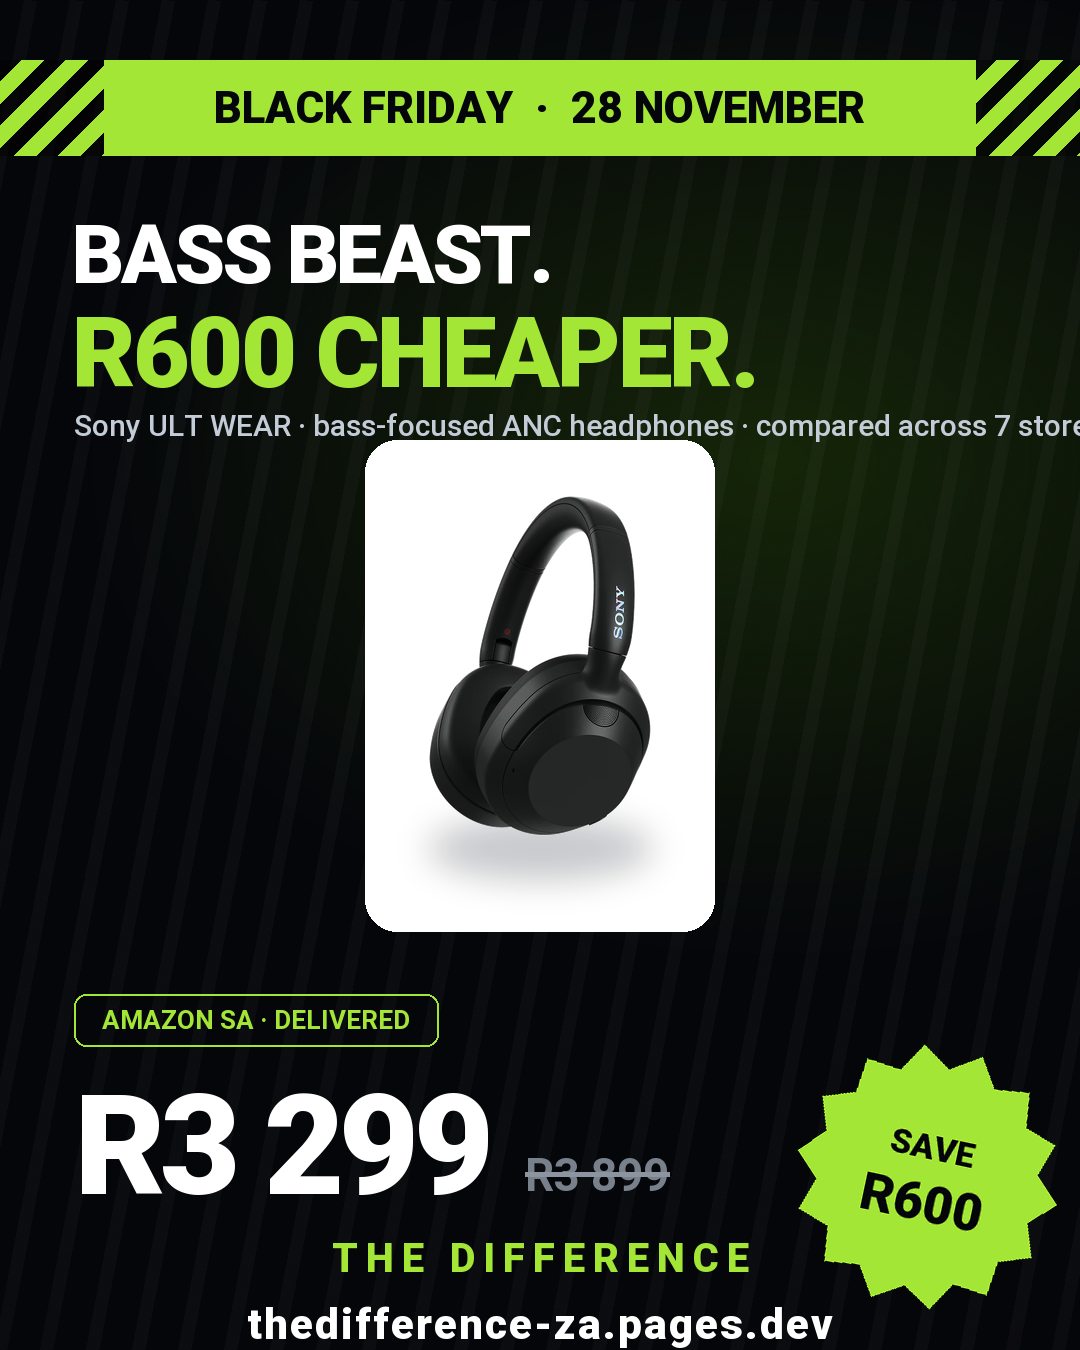 BLACK FRIDAY · 28 NOVEMBER
BASS BEAST.
R600 CHEAPER.
Sony ULT WEAR · bass-focused ANC headphones · compared across 7 store
SONY
AMAZON SA · DELIVERED
R3 299 R3 899
SAVE
R600
THE DIFFERENCE
thedifference-za.pages.dev